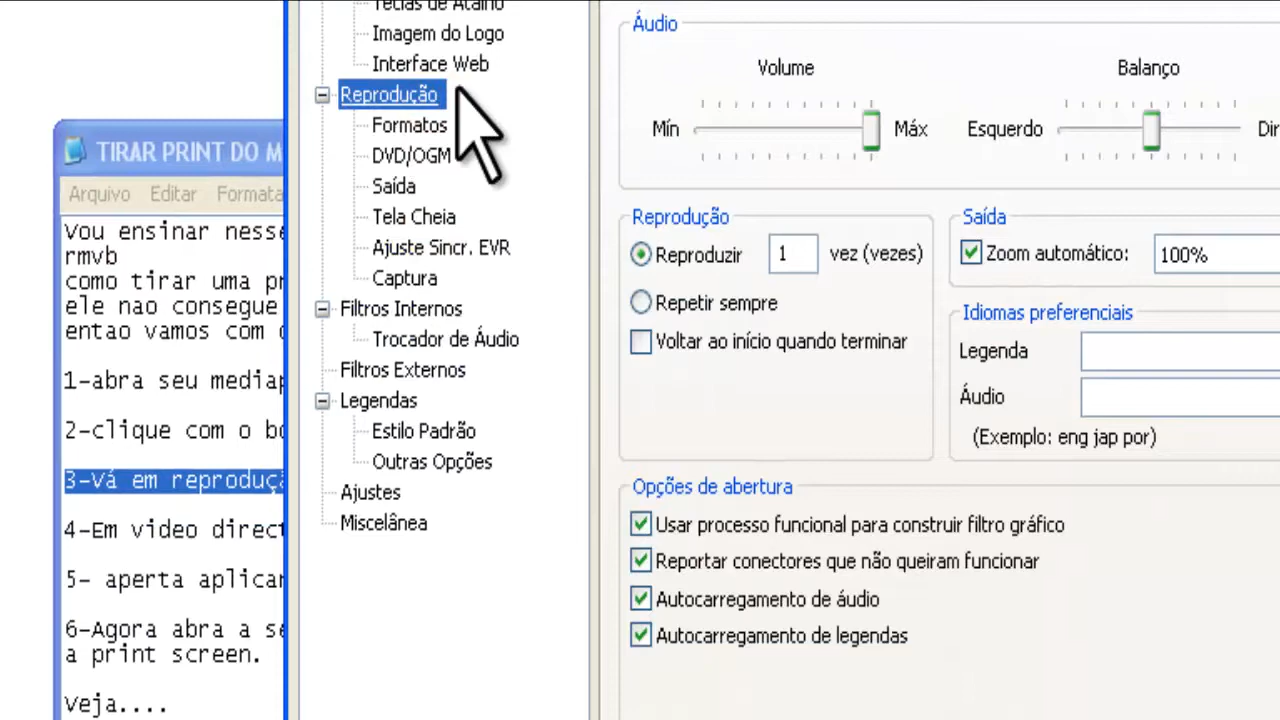 TIRAR PRINT DO M
Arquivo Editar Formata
Vou ensinar nesse
rmvb
como tirar uma pr
ele nao consegue
entao vamos com o
1-abra seu mediap
2-clique com o bo
3-Vá em reproduçã
4-Em video direct
5- aperta aplicar
6-Agora abra a se
a print screen.
Veja....
Teclas de Atalho
Imagem do Logo
Interface Web
Reprodução
Formatos
DVD/OGM
Saída
Tela Cheia
Ajuste Sincr. EVR
Captura
Filtros Internos
Trocador de Áudio
Filtros Externos
Legendas
Estilo Padrão
Outras Opções
Ajustes
Miscelânea
Áudio
Volume Balanço
Mín Máx Esquerdo Dir
Reprodução
Reproduzir 1 vez (vezes)
Repetir sempre
Voltar ao início quando terminar
Saída
Zoom automático: 100%
Idiomas preferenciais
Legenda
Áudio
(Exemplo: eng jap por)
Opções de abertura
Usar processo funcional para construir filtro gráfico
Reportar conectores que não queiram funcionar
Autocarregamento de áudio
Autocarregamento de legendas